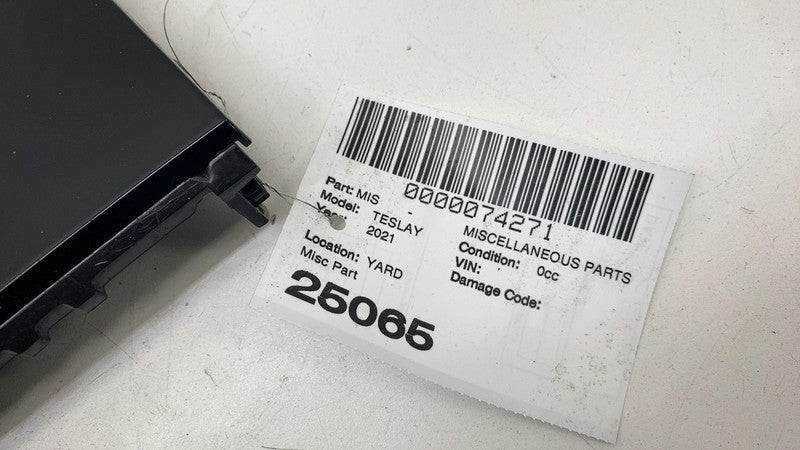 0000074271
Part: MIS - MISCELLANEOUS PARTS
Model: TESLAY Condition: 0cc
Year: 2021 VIN:
Location: YARD Damage Code:
Misc Part
25065